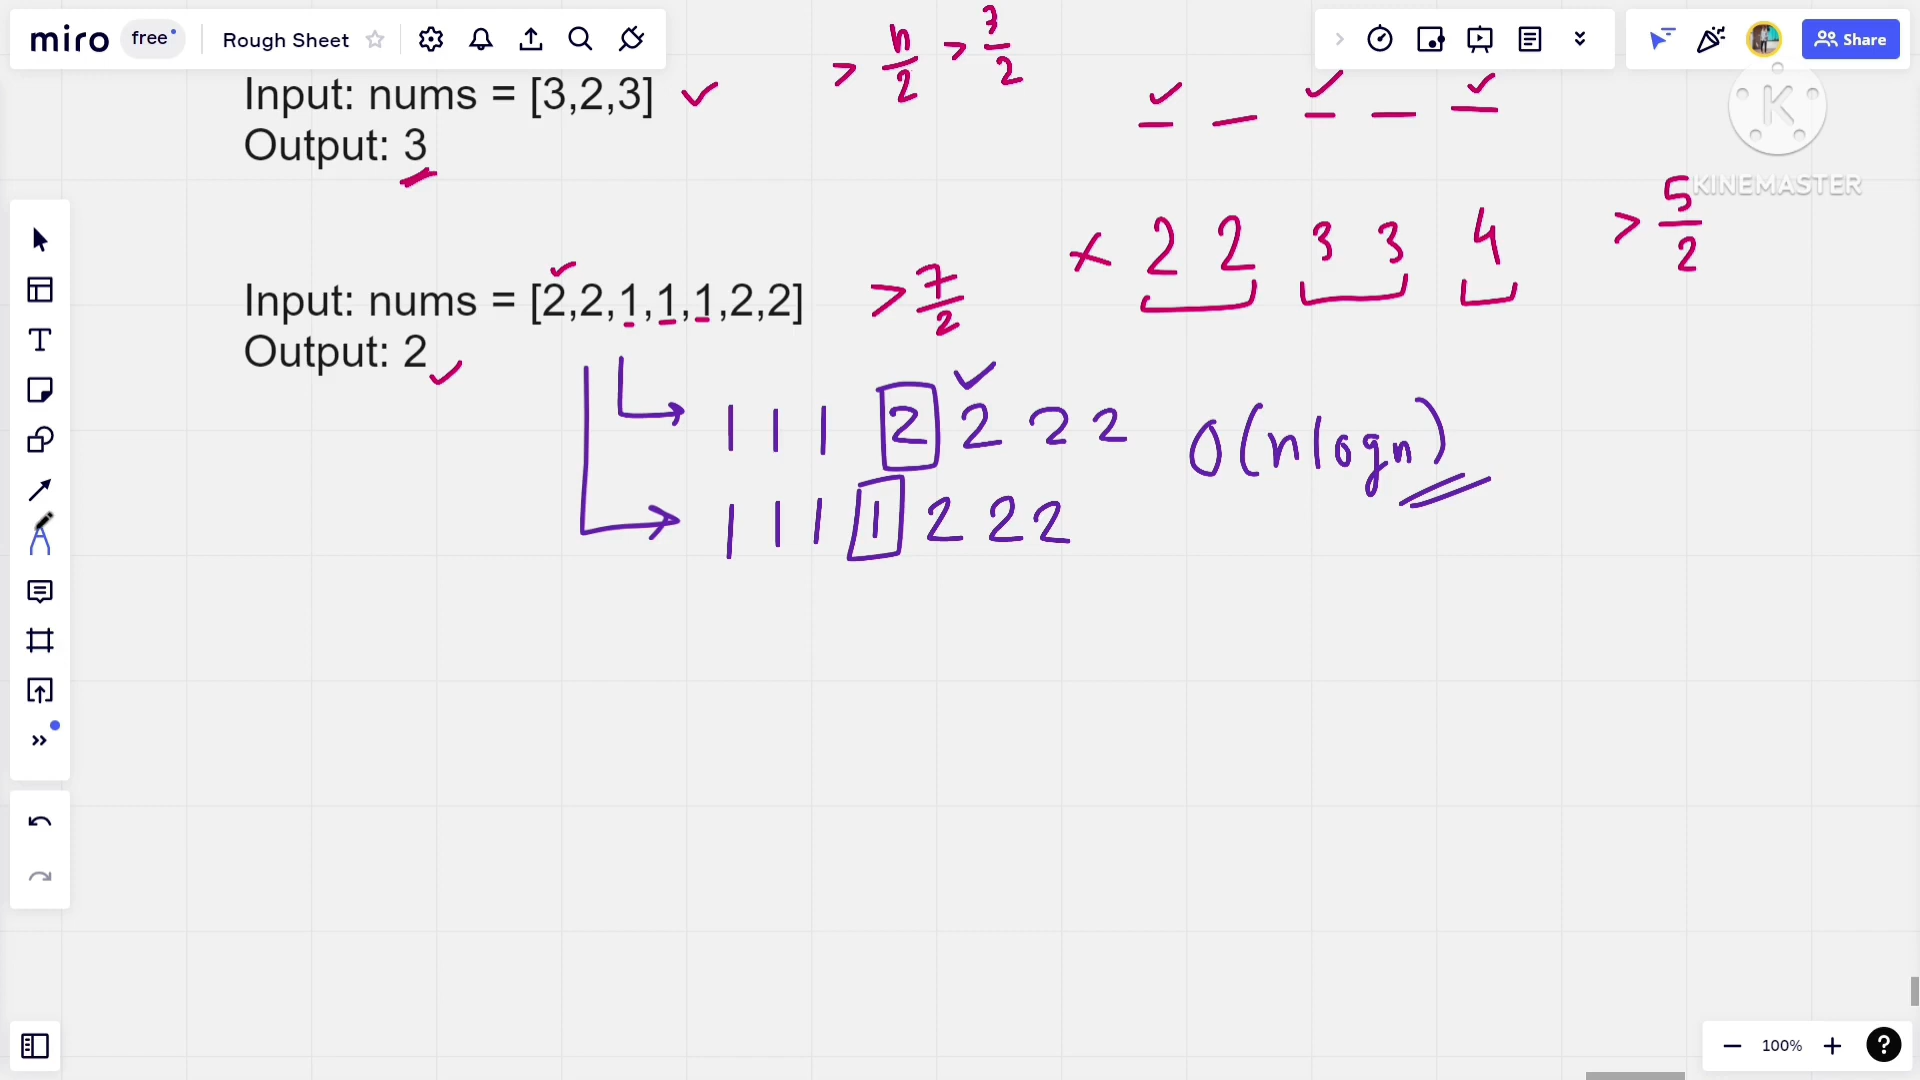 miro free Rough Sheet Share
> n/2 > 7/2
Input: nums = [3,2,3]
Output: 3
K
KINEMASTER
× 2 2 3 3 4 > 5/2
Input: nums = [2,2,1,1,1,2,2] > 7/2
Output: 2
1 1 1 2 2 2 2 O(nlogn)
1 1 1 1 2 2 2
T
100%
?